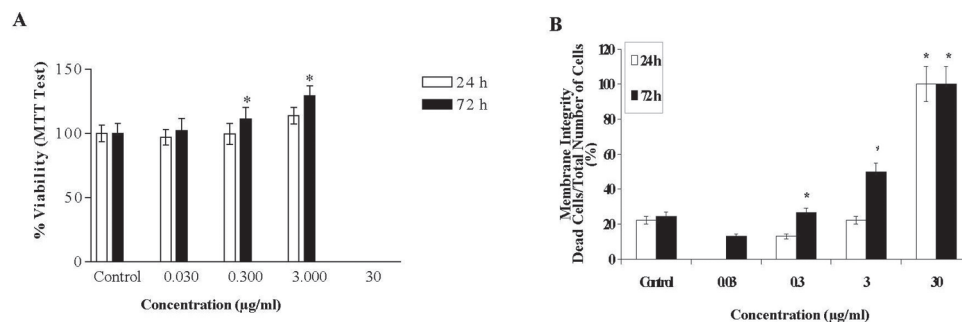 A
% Viability (MTT Test)
150
100
50
0
*
*
24 h
72 h
Control 0.030 0.300 3.000 30
Concentration (µg/ml)
B
Membrane Integrity
Dead Cells/Total Number of Cells
(%)
120
100
80
60
40
20
0
24h
72h
*
*
*
Control 0.03 0.3 3 30
Concentration (µg/ml)